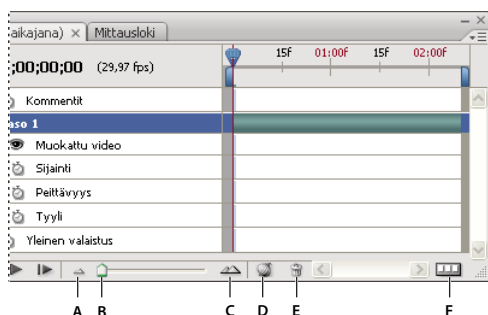 aikajana) × Mittausloki
;00;00;00 (29,97 fps) 15f 01:00f 15f 02:00f
Kommentit
aso 1
Muokattu video
Sijainti
Peittävyys
Tyyli
Yleinen valaistus
A B C D E F